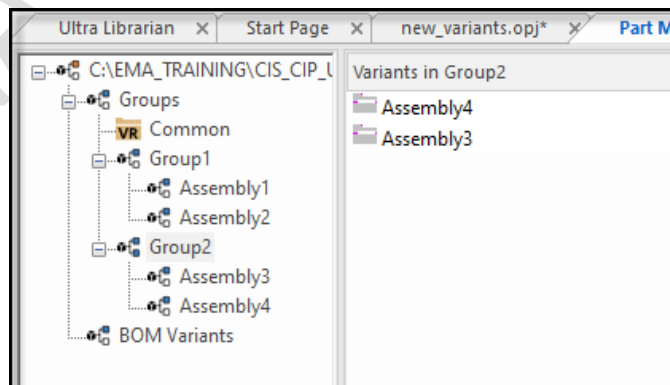 Ultra Librarian × Start Page × new_variants.opj* × Part M
C:\EMA_TRAINING\CIS_CIP_U
Groups
VR Common
Group1
Assembly1
Assembly2
Group2
Assembly3
Assembly4
BOM Variants
Variants in Group2
Assembly4
Assembly3